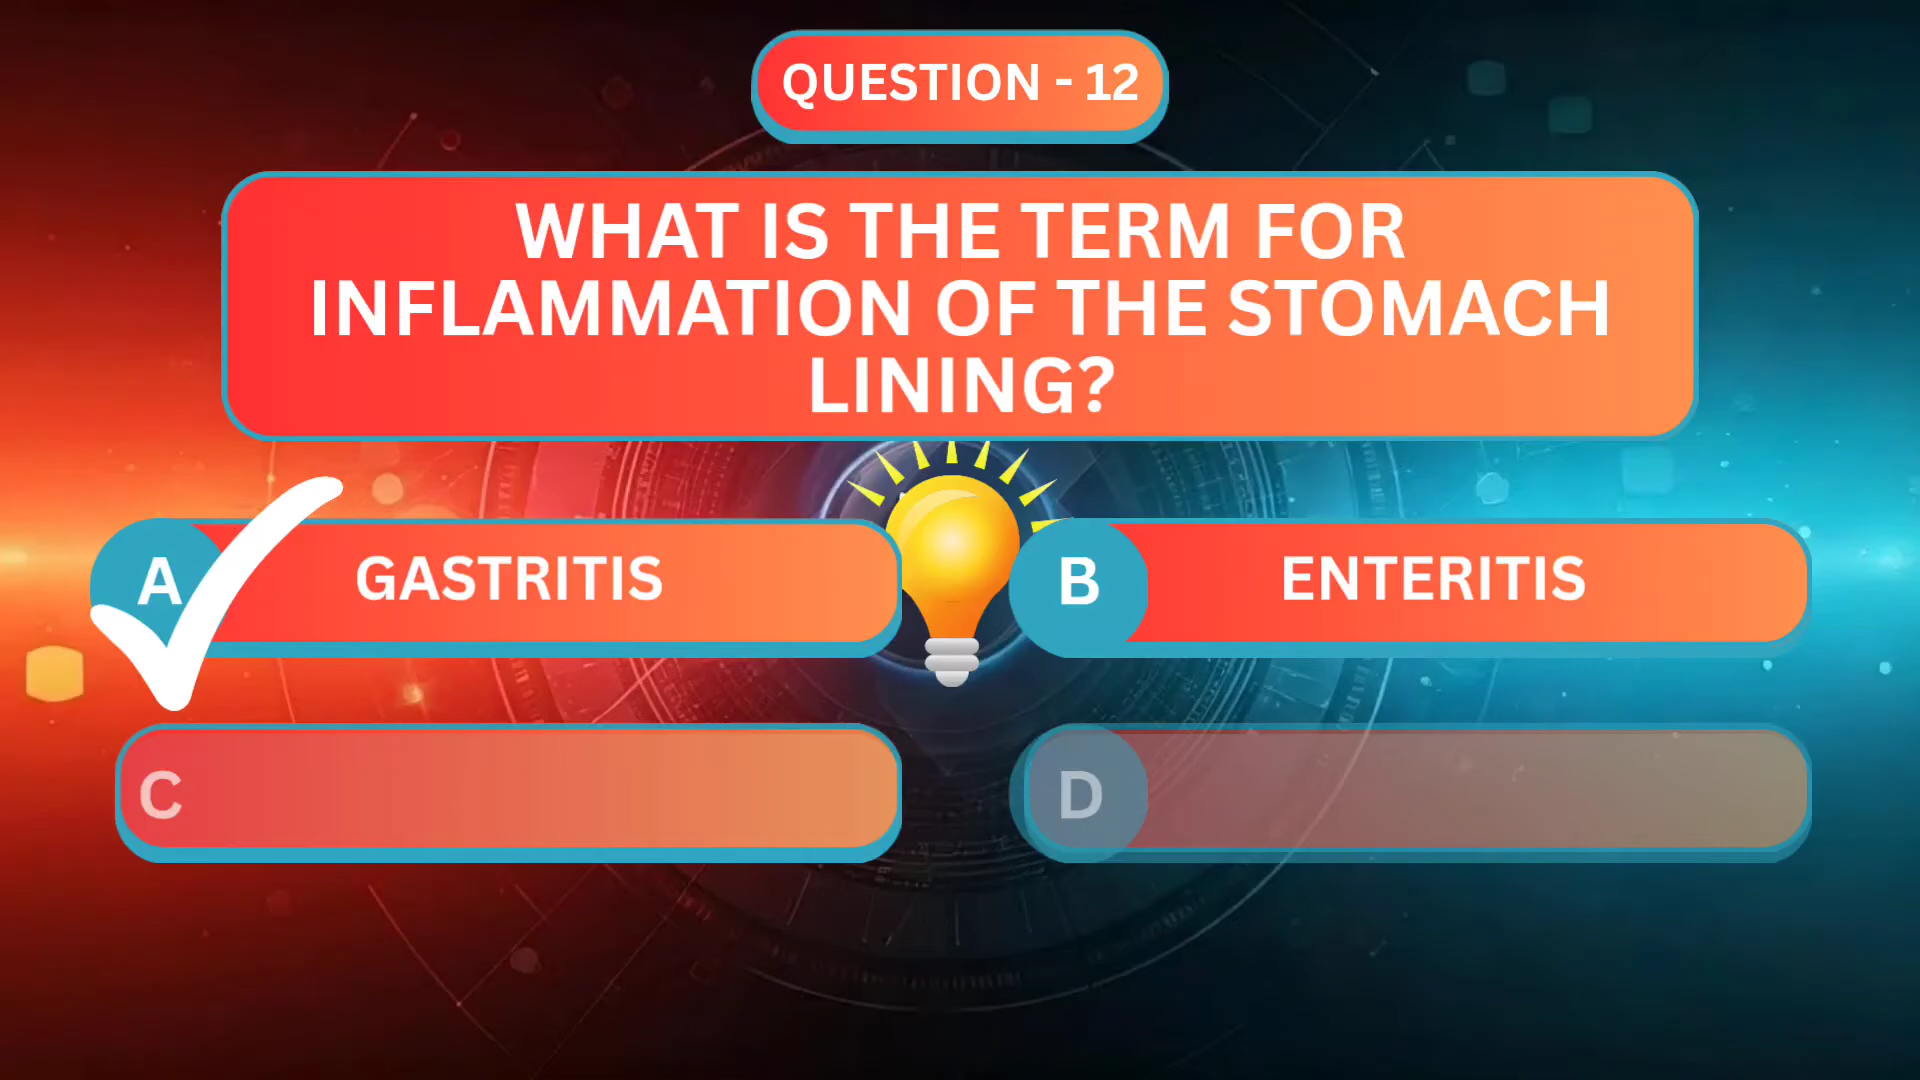 QUESTION - 12
WHAT IS THE TERM FOR
INFLAMMATION OF THE STOMACH
LINING?
A GASTRITIS
B ENTERITIS
C
D